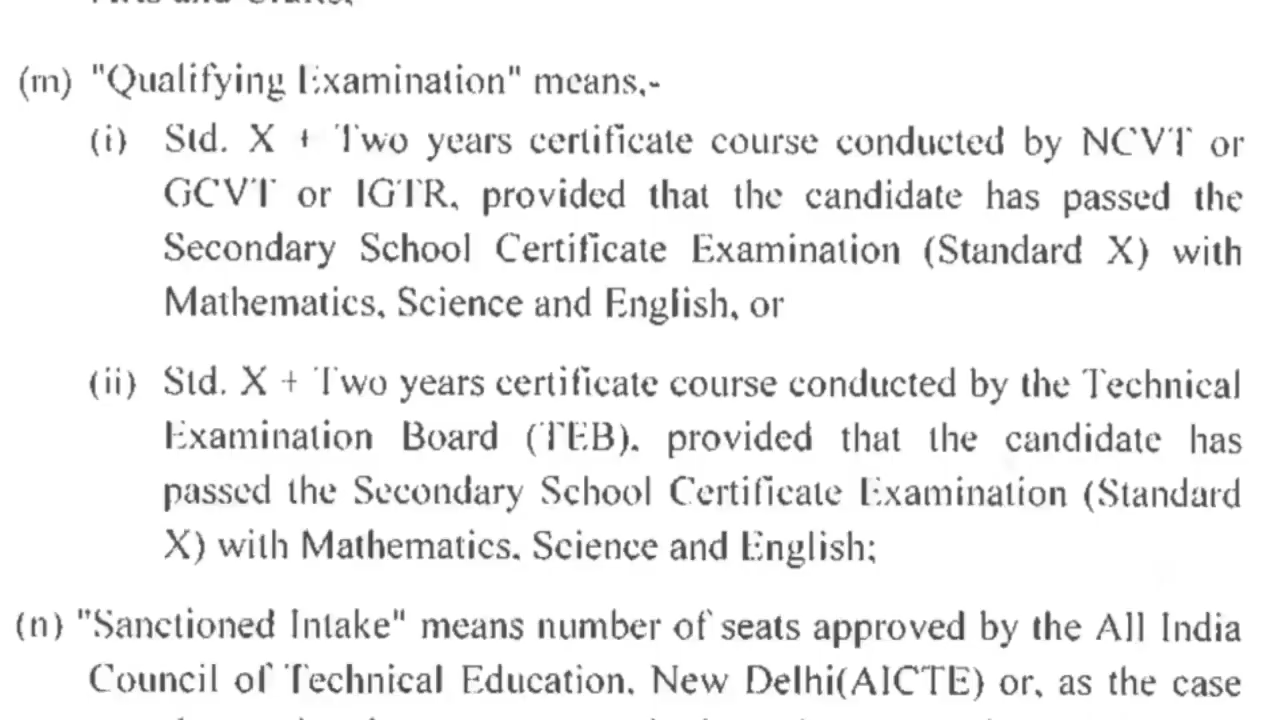 (m) "Qualifying Examination" means,-
(i) Std. X + Two years certificate course conducted by NCVT or
GCVT or IGTR, provided that the candidate has passed the
Secondary School Certificate Examination (Standard X) with
Mathematics, Science and English, or
(ii) Std. X + Two years certificate course conducted by the Technical
Examination Board (TEB), provided that the candidate has
passed the Secondary School Certificate Examination (Standard
X) with Mathematics, Science and English;
(n) "Sanctioned Intake" means number of seats approved by the All India
Council of Technical Education, New Delhi(AICTE) or, as the case